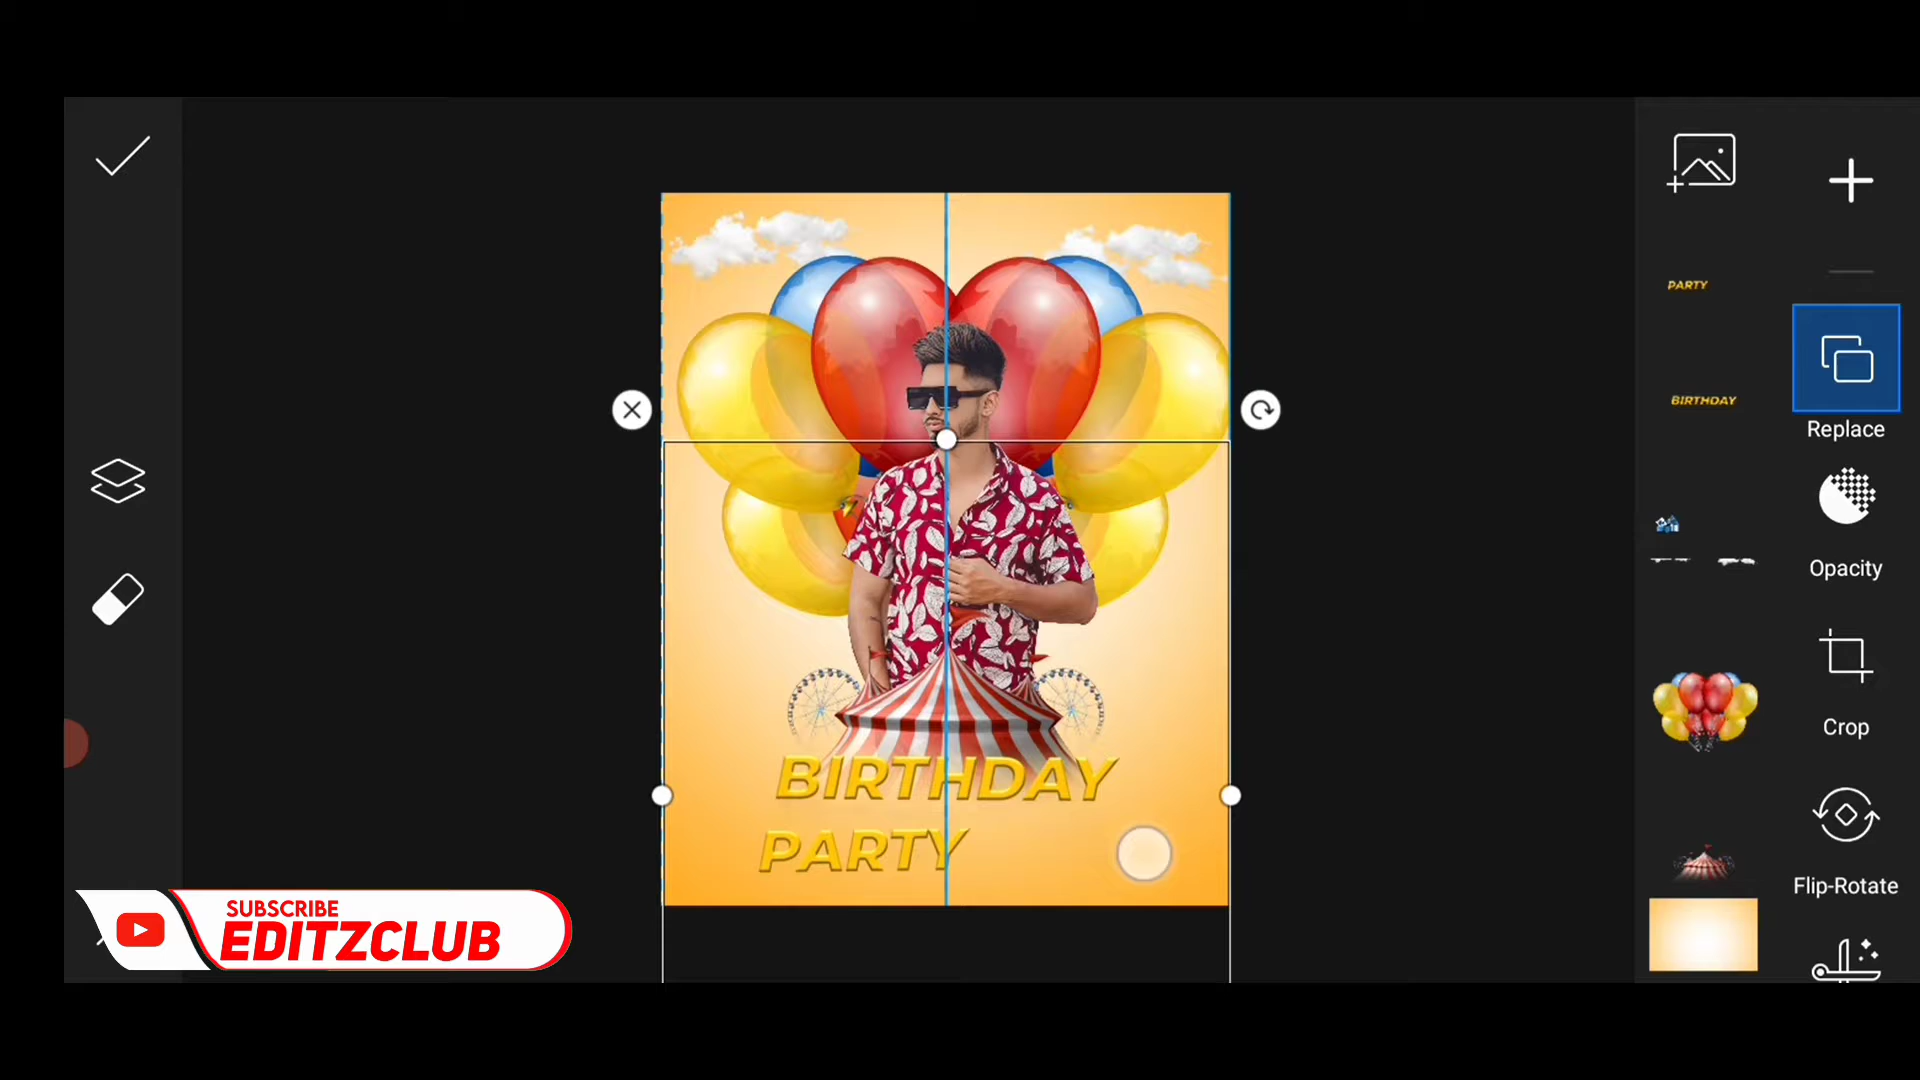 PARTY
BIRTHDAY
Replace
Opacity
Crop
Flip-Rotate
BIRTHDAY
PARTY
SUBSCRIBE
EDITZCLUB